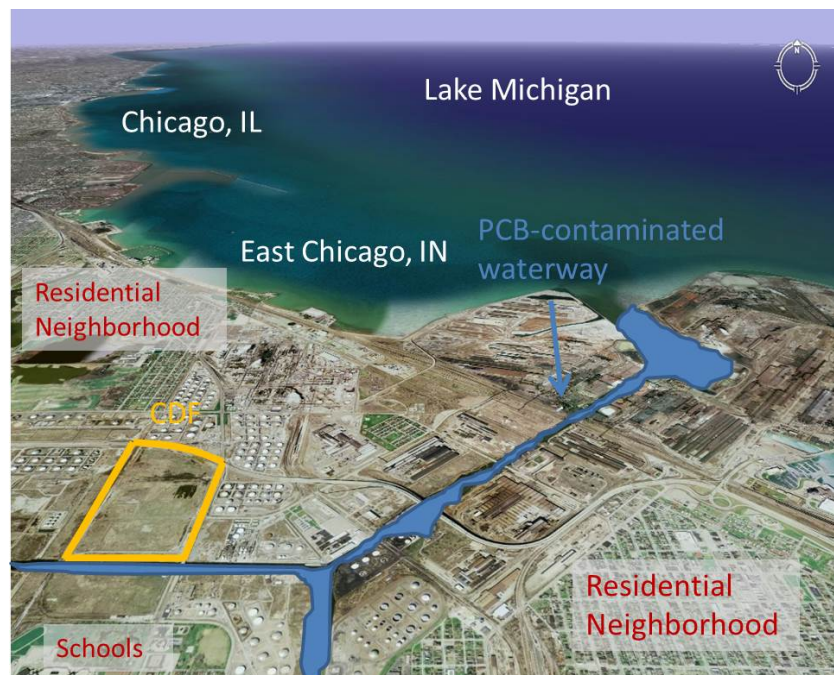 N
Lake Michigan
Chicago, IL
PCB-contaminated
waterway
East Chicago, IN
Residential
Neighborhood
CDF
Residential
Neighborhood
Schools